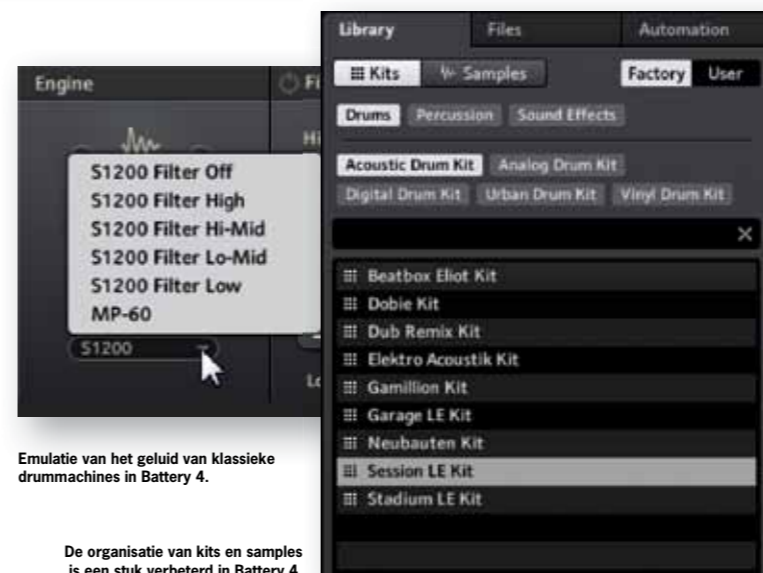 Engine
Fi
Hi
S1200 Filter Off
S1200 Filter High
S1200 Filter Hi-Mid
S1200 Filter Lo-Mid
S1200 Filter Low
MP-60
S1200
Lo
Emulatie van het geluid van klassieke
drummachines in Battery 4.
De organisatie van kits en samples
is een stuk verbeterd in Battery 4.
Library Files Automation
Kits Samples Factory User
Drums Percussion Sound Effects
Acoustic Drum Kit Analog Drum Kit
Digital Drum Kit Urban Drum Kit Vinyl Drum Kit
Beatbox Eliot Kit
Dobie Kit
Dub Remix Kit
Elektro Acoustik Kit
Gamillion Kit
Garage LE Kit
Neubauten Kit
Session LE Kit
Stadium LE Kit